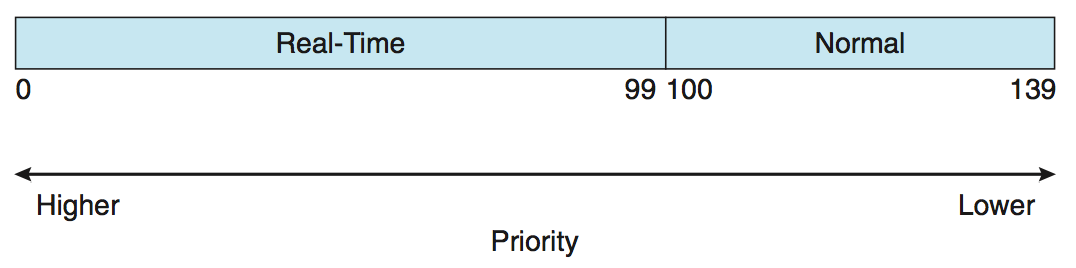 Real-Time Normal
0 99 100 139
Higher Lower
Priority